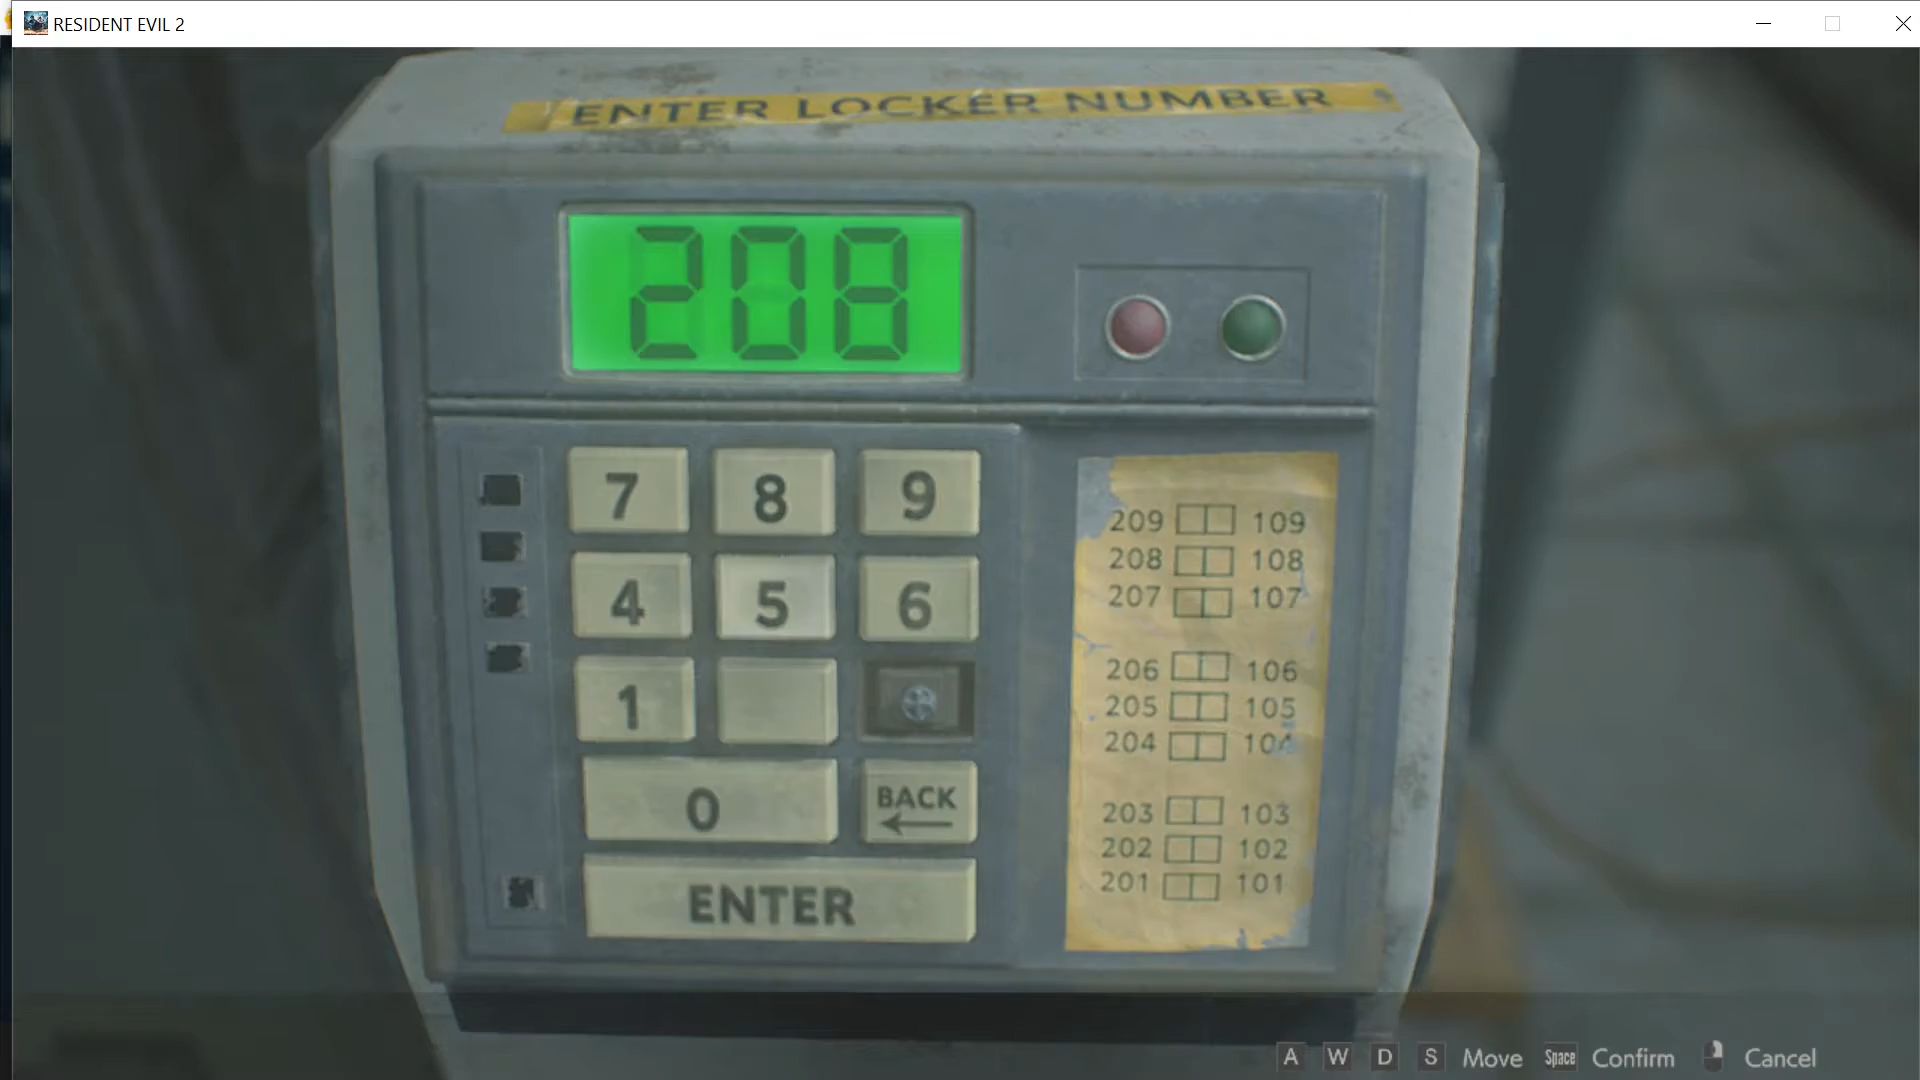 RESIDENT EVIL 2
ENTER LOCKER NUMBER
208
7 8 9
4 5 6
1
0 BACK
ENTER
209 109
208 108
207 107
206 106
205 105
204 104
203 103
202 102
201 101
A W D S Move Space Confirm Cancel